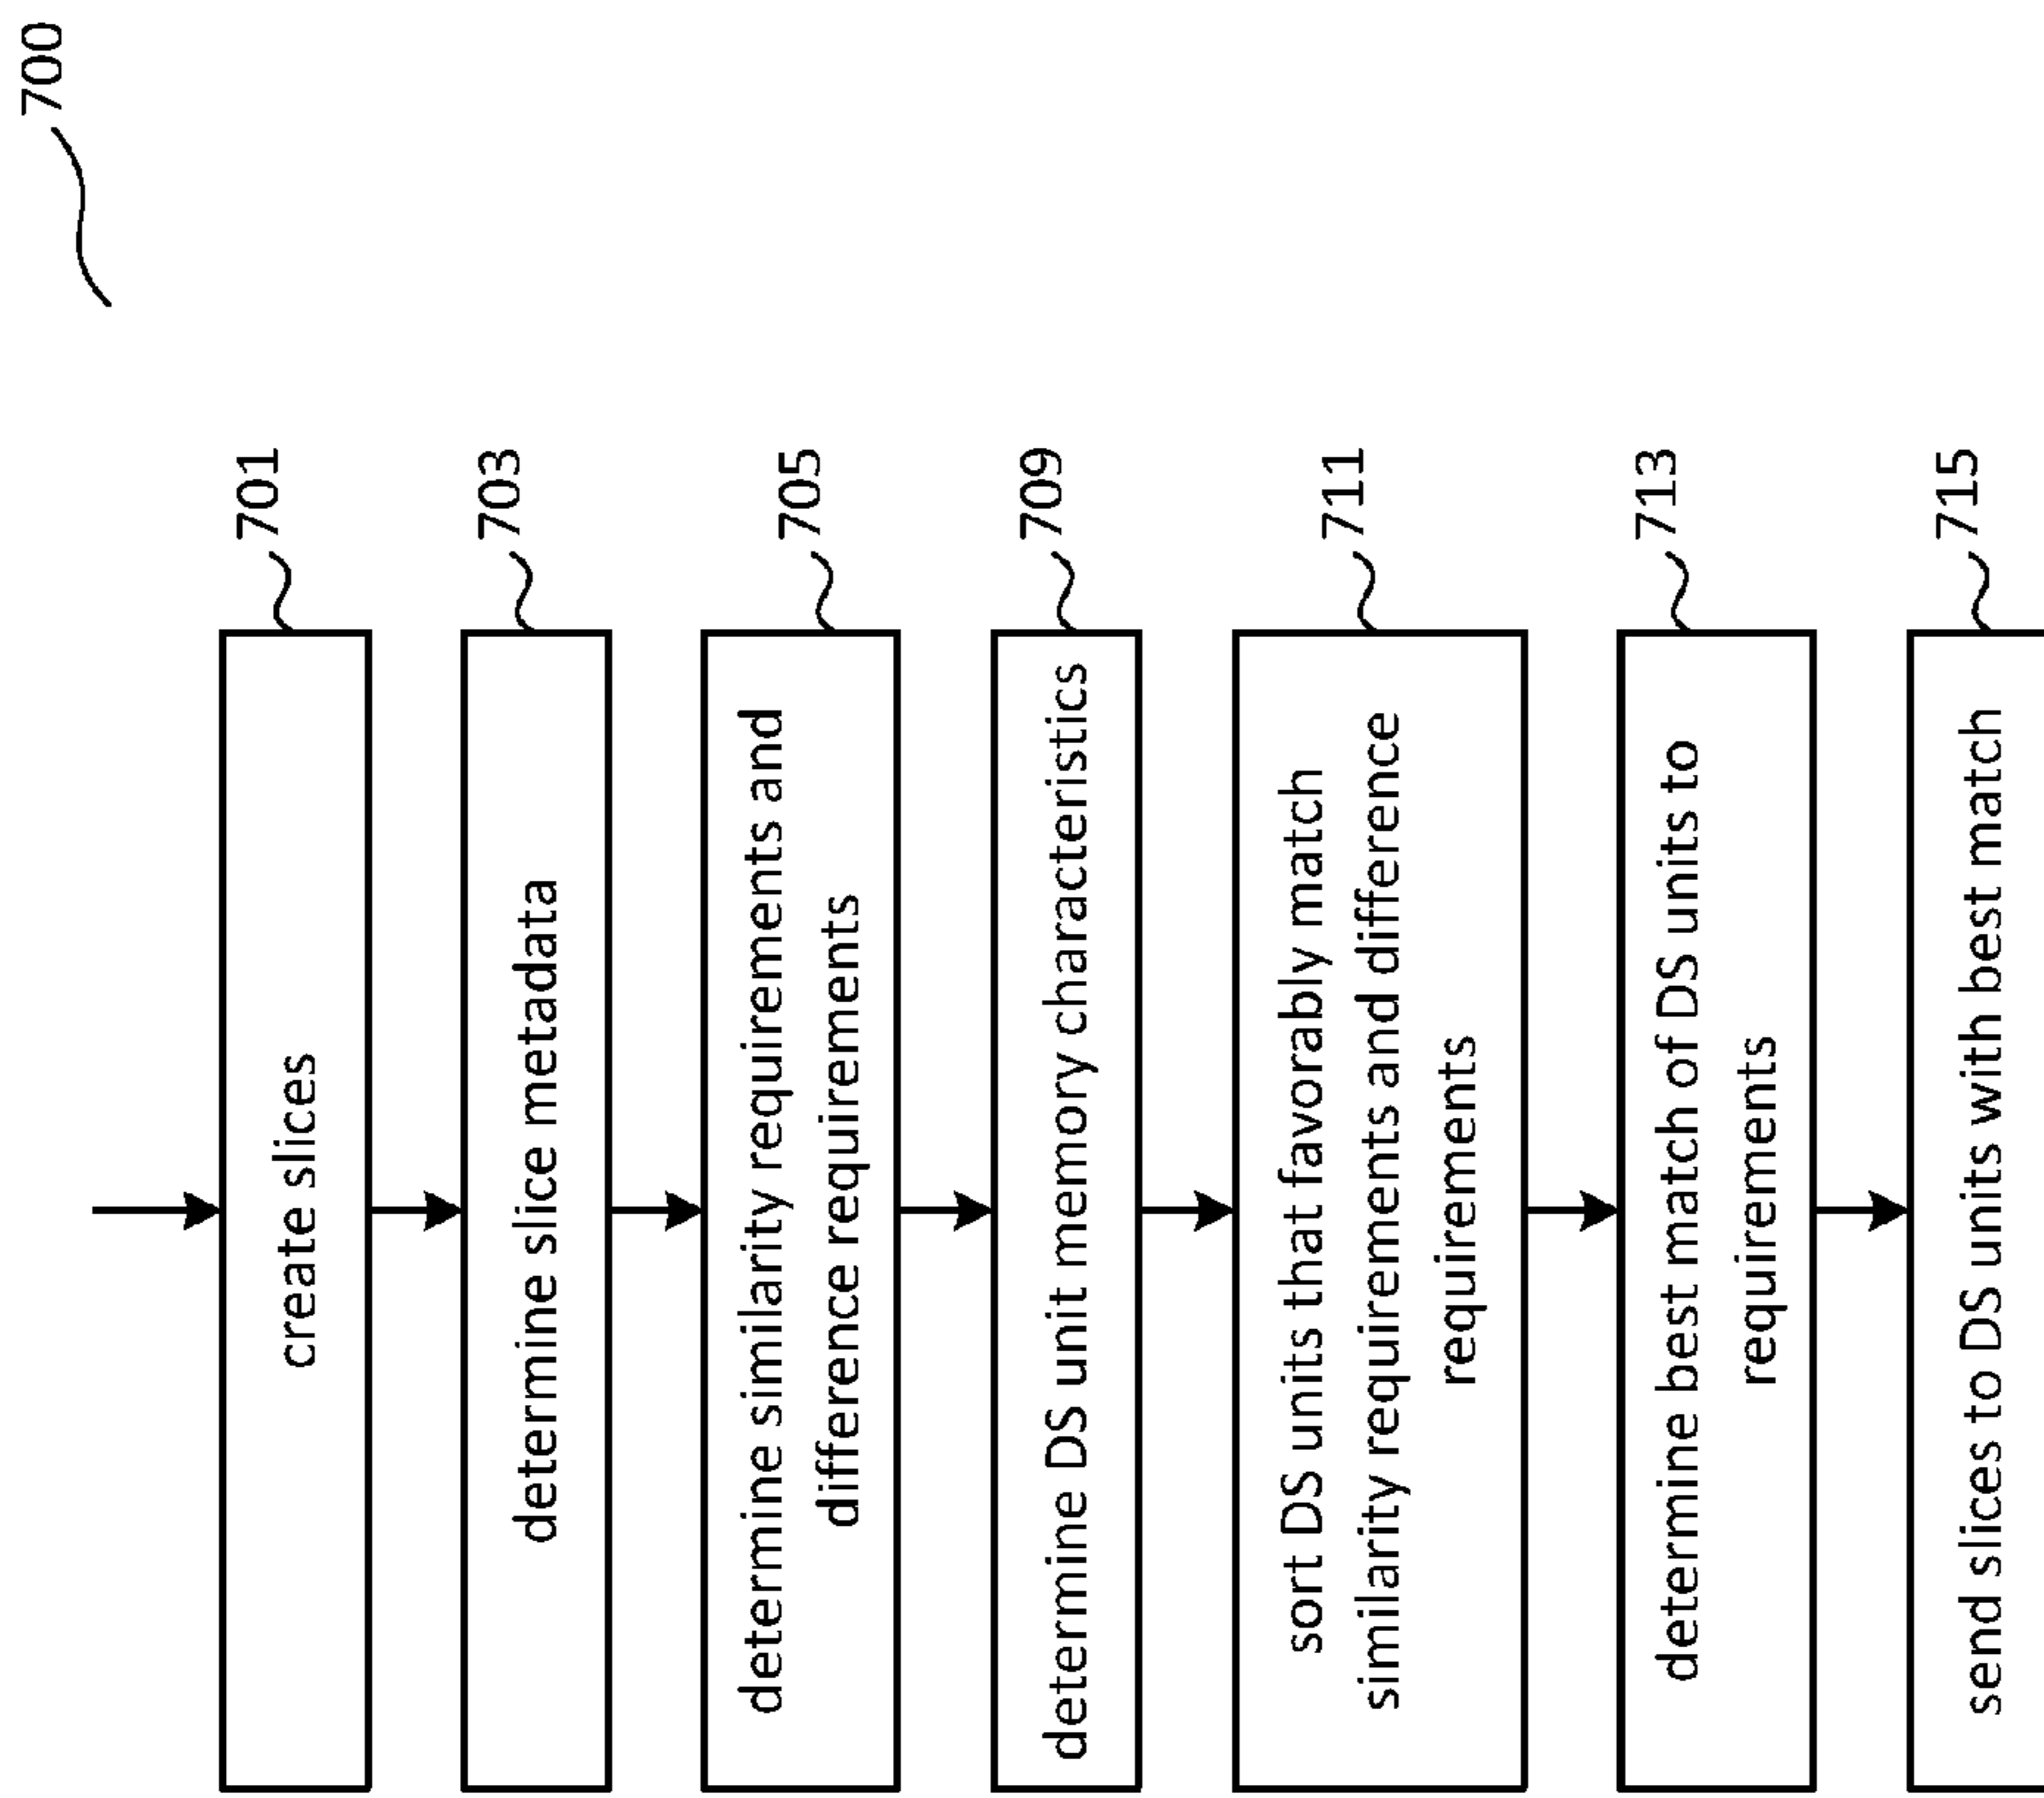 700
create slices
701
determine slice metadata
703
determine similarity requirements and
difference requirements
705
determine DS unit memory characteristics
709
sort DS units that favorably match
similarity requirements and difference
requirements
711
determine best match of DS units to
requirements
713
send slices to DS units with best match
715